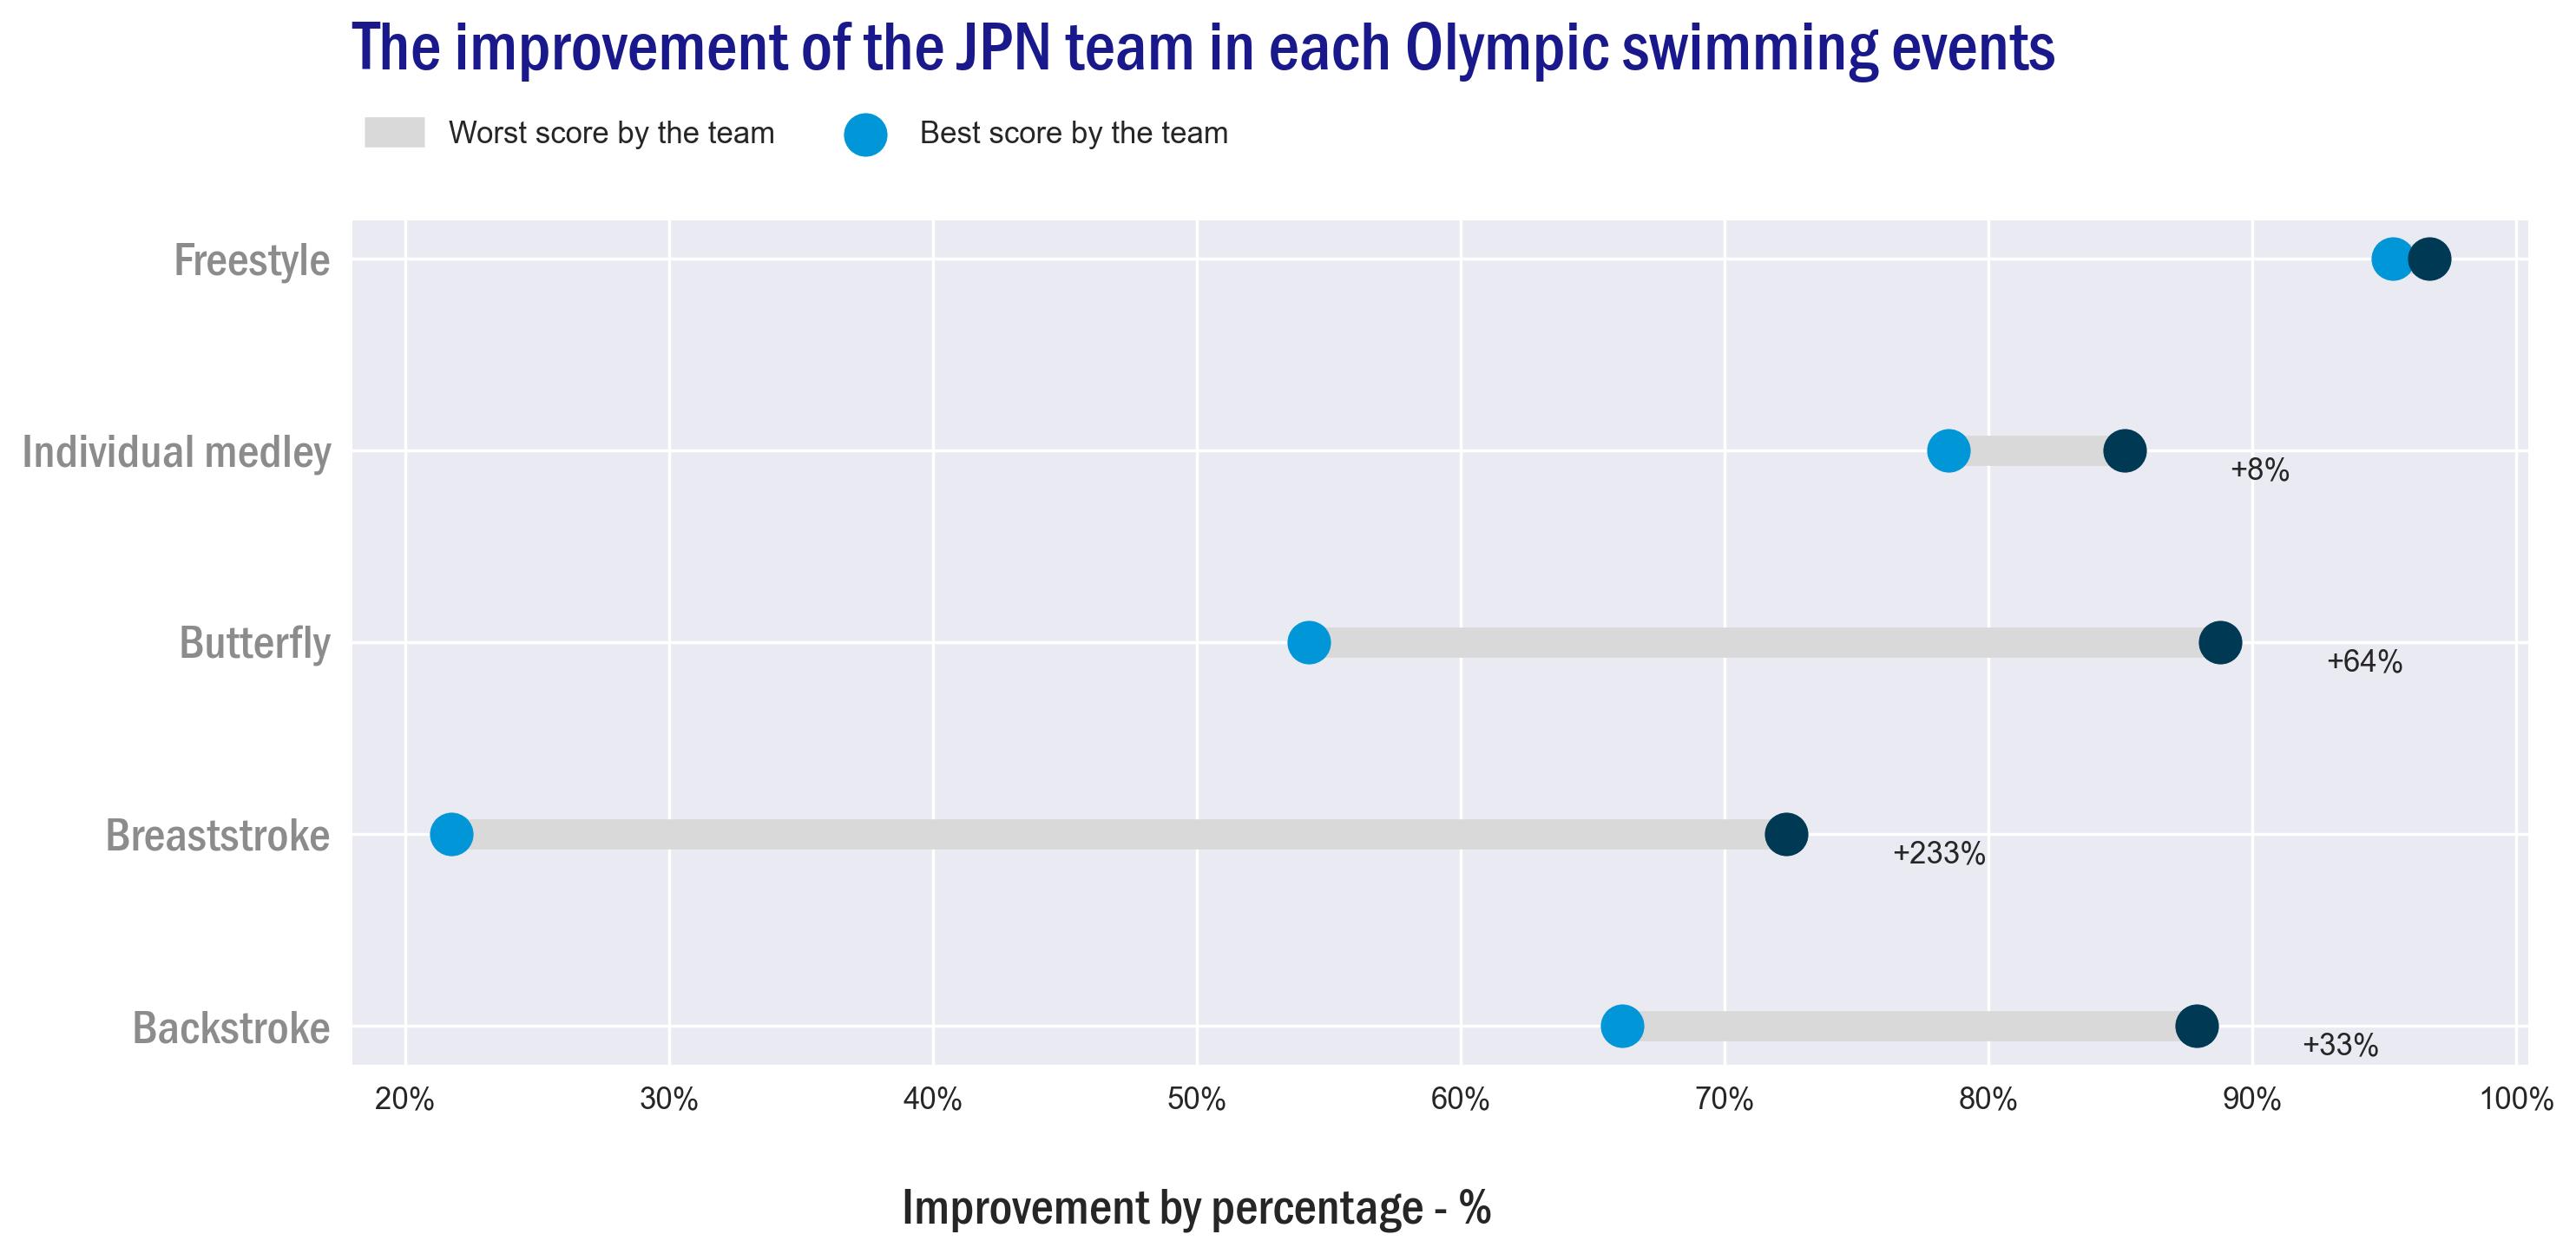 The improvement of the JPN team in each Olympic swimming events
Worst score by the team
Best score by the team
Freestyle
Individual medley
+8%
Butterfly
+64%
Breaststroke
+233%
Backstroke
+33%
20% 30% 40% 50% 60% 70% 80% 90% 100%
Improvement by percentage - %